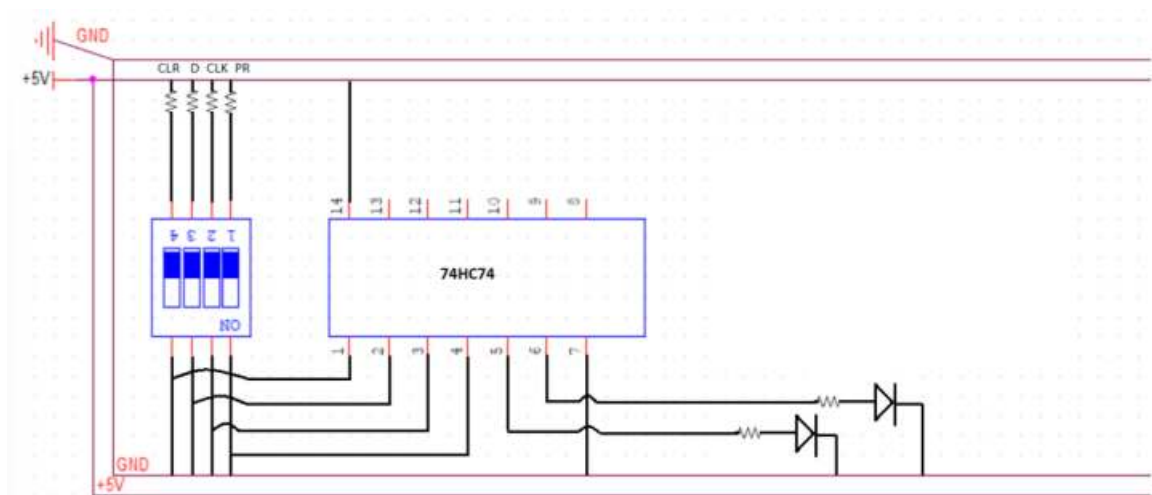 GND
+5V
CLR D CLK PR
14 13 12 11 10 9 8
4 3 2 1
74HC74
ON
1 2 3 4 5 6 7
GND
+5V